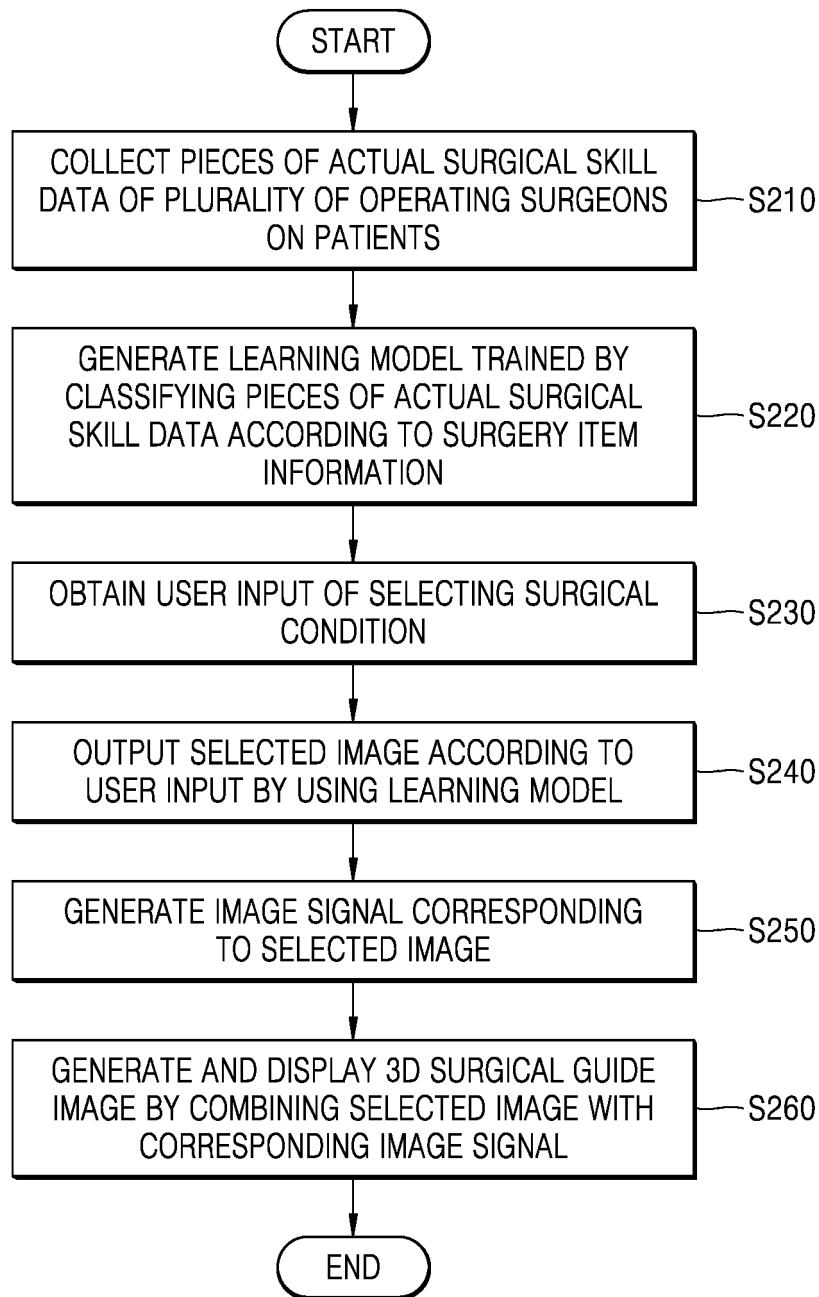 START
COLLECT PIECES OF ACTUAL SURGICAL SKILL
DATA OF PLURALITY OF OPERATING SURGEONS
ON PATIENTS
S210
GENERATE LEARNING MODEL TRAINED BY
CLASSIFYING PIECES OF ACTUAL SURGICAL
SKILL DATA ACCORDING TO SURGERY ITEM
INFORMATION
S220
OBTAIN USER INPUT OF SELECTING SURGICAL
CONDITION
S230
OUTPUT SELECTED IMAGE ACCORDING TO
USER INPUT BY USING LEARNING MODEL
S240
GENERATE IMAGE SIGNAL CORRESPONDING
TO SELECTED IMAGE
S250
GENERATE AND DISPLAY 3D SURGICAL GUIDE
IMAGE BY COMBINING SELECTED IMAGE WITH
CORRESPONDING IMAGE SIGNAL
S260
END